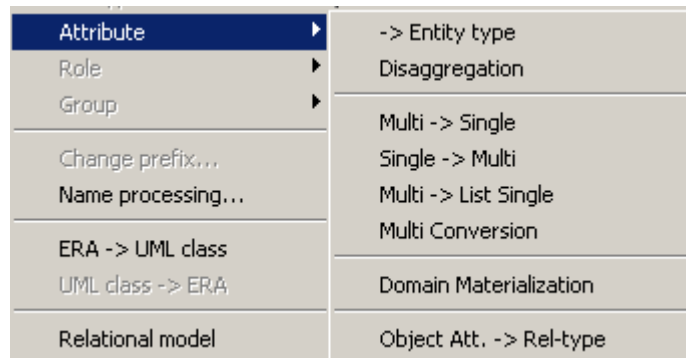 Attribute
Role
Group
Change prefix...
Name processing...
ERA -> UML class
UML class -> ERA
Relational model
-> Entity type
Disaggregation
Multi -> Single
Single -> Multi
Multi -> List Single
Multi Conversion
Domain Materialization
Object Att. -> Rel-type